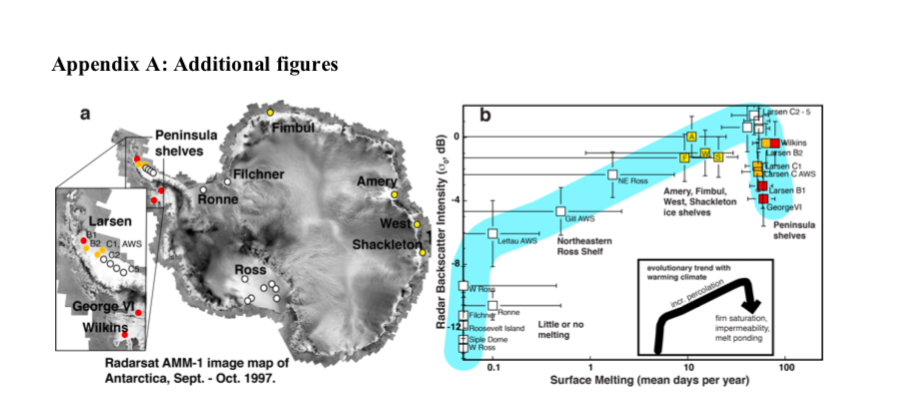 Appendix A: Additional figures
a
Peninsula
shelves
Fimbul
Filchner
Ronne
Amery
West
Shackleton
Larsen
B1
B2
C1, AWS
C2
C5
Ross
George VI
Wilkins
Radarsat AMM-1 image map of
Antarctica, Sept. - Oct. 1997.
b
Radar Backscatter Intensity (σ0, dB)
0
-4
-8
-12
Larsen C2 - 5
A
F
W
S
Wilkins
Larsen B2
Larsen C1
Larsen C AWS
Larsen B1
GeorgeVI
Peninsula
shelves
NE Ross
Amery, Fimbul,
West, Shackleton
ice shelves
Gill AWS
Northeastern
Ross Shelf
Lettau AWS
W Ross
Ronne
Filchner
Roosevelt Island
Siple Dome
W Ross
Little or no
melting
evolutionary trend with
warming climate
incr. percolation
firn saturation,
impermeability,
melt ponding
0.1
1
10
100
Surface Melting (mean days per year)